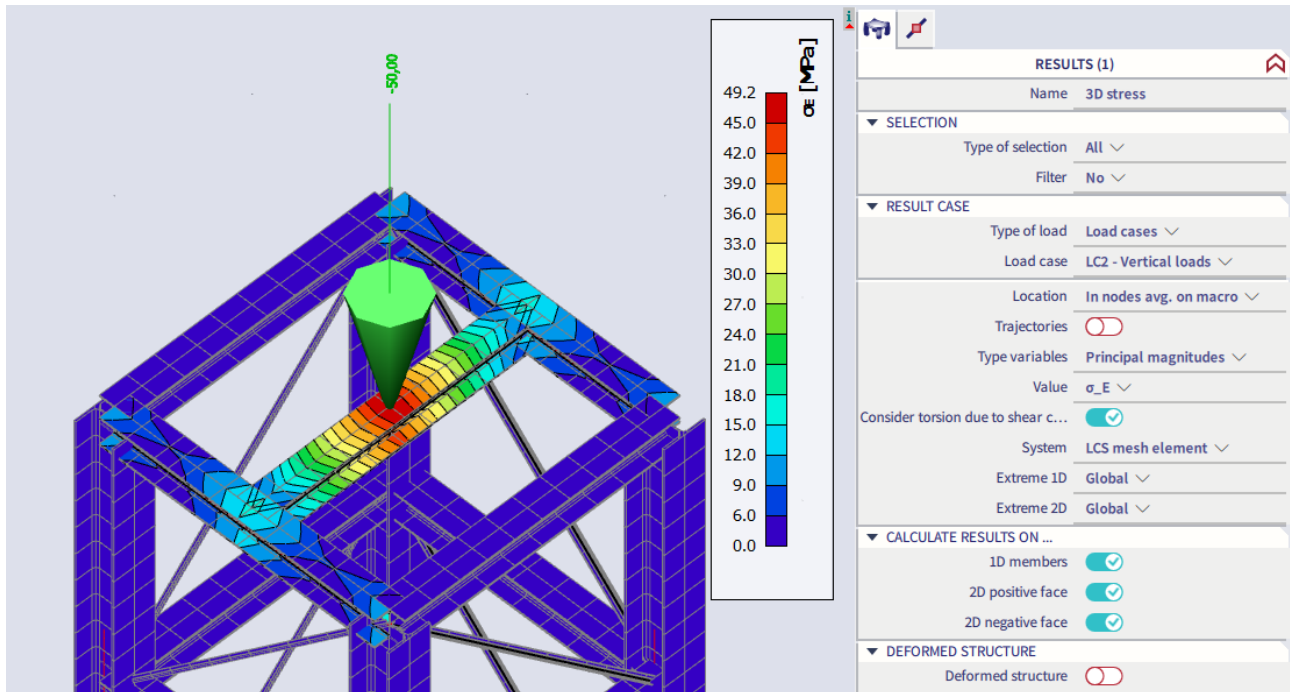 -50,00
σE [MPa]
49.2
45.0
42.0
39.0
36.0
33.0
30.0
27.0
24.0
21.0
18.0
15.0
12.0
9.0
6.0
0.0
i
RESULTS (1)
Name 3D stress
SELECTION
Type of selection All
Filter No
RESULT CASE
Type of load Load cases
Load case LC2 - Vertical loads
Location In nodes avg. on macro
Trajectories
Type variables Principal magnitudes
Value σ_E
Consider torsion due to shear c...
System LCS mesh element
Extreme 1D Global
Extreme 2D Global
CALCULATE RESULTS ON ...
1D members
2D positive face
2D negative face
DEFORMED STRUCTURE
Deformed structure